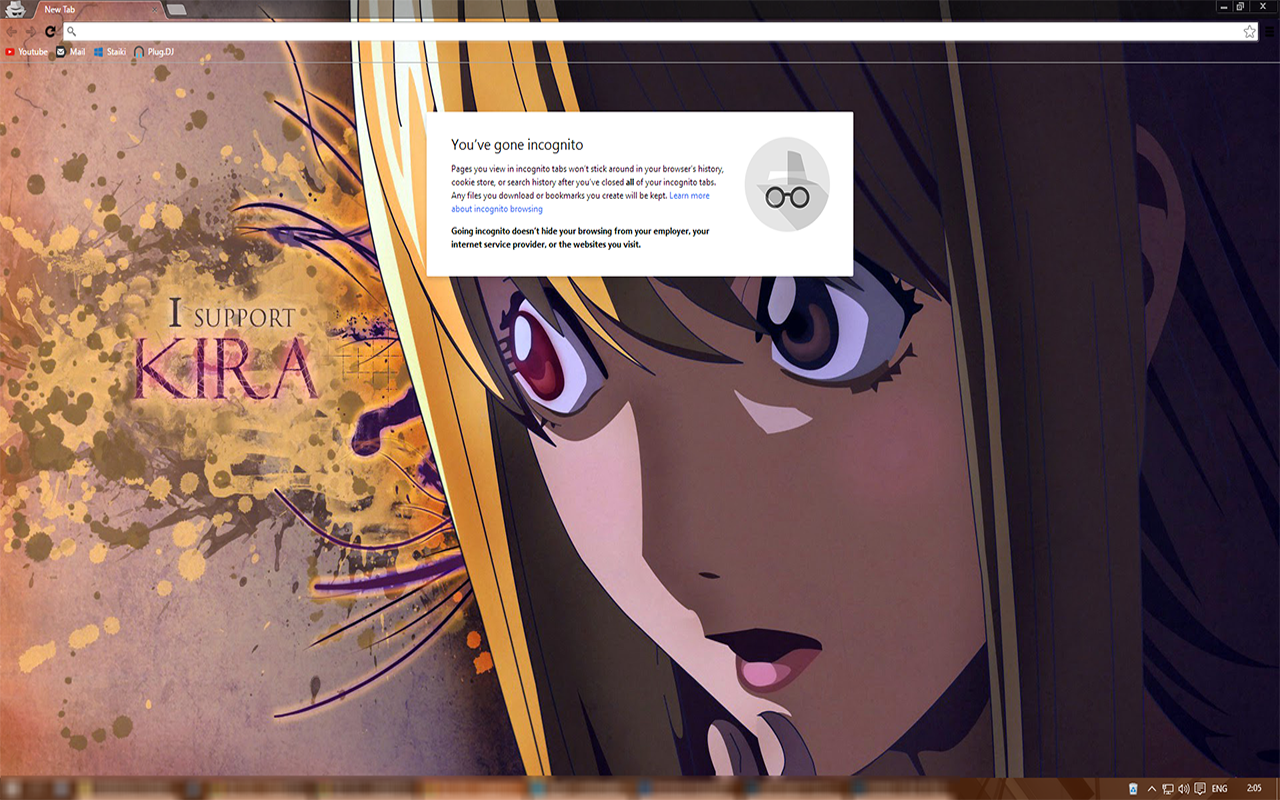 New Tab
Youtube Mail Staiki Plug.DJ
You've gone incognito
Pages you view in incognito tabs won't stick around in your browser's history,
cookie store, or search history after you've closed all of your incognito tabs.
Any files you download or bookmarks you create will be kept. Learn more
about incognito browsing
Going incognito doesn't hide your browsing from your employer, your
internet service provider, or the websites you visit.
I SUPPORT
KIRA
ENG 2:05